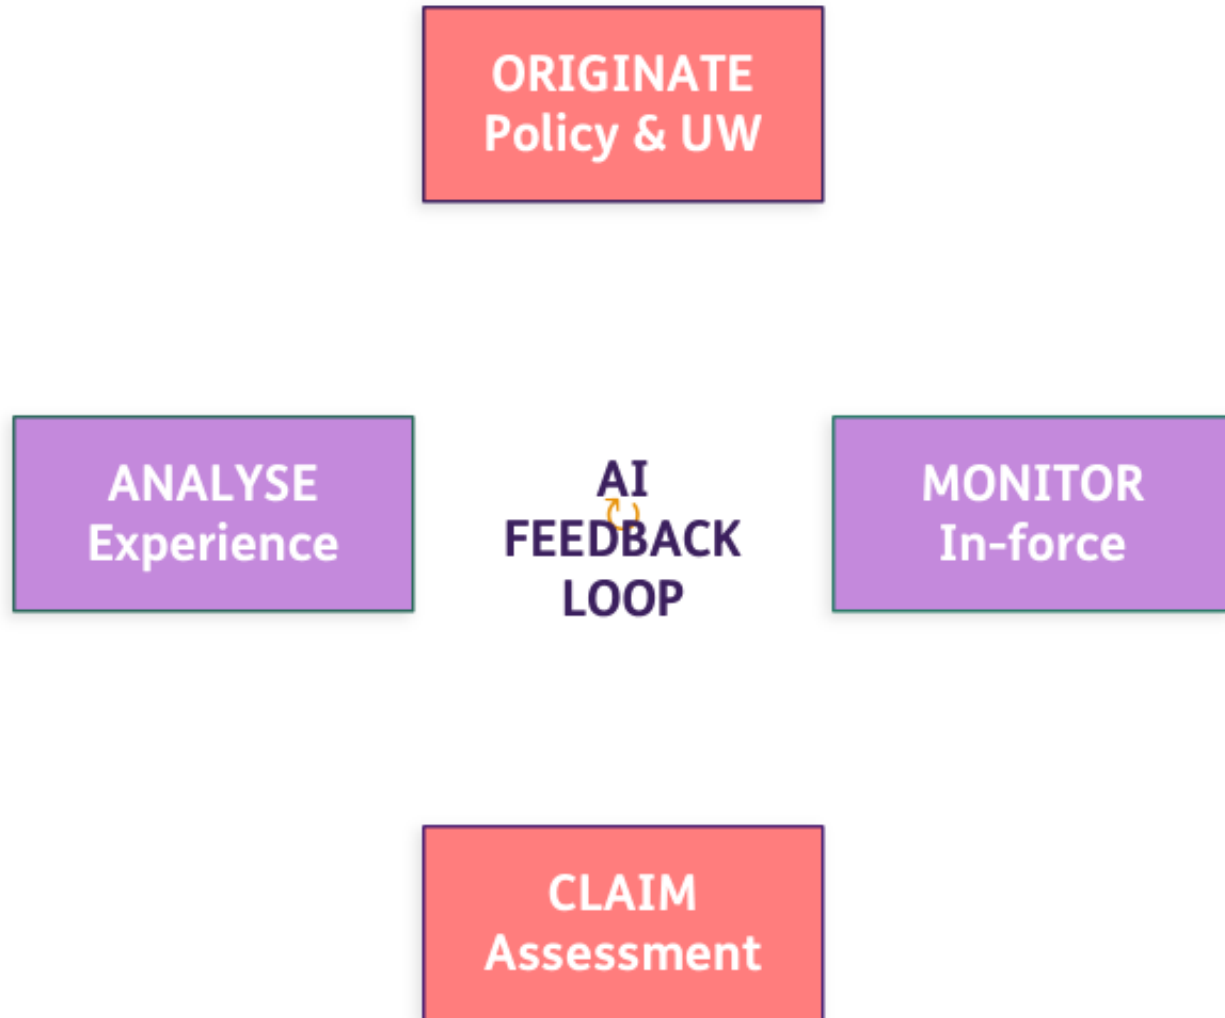 ORIGINATE
Policy & UW
ANALYSE
Experience
AI
FEEDBACK
LOOP
MONITOR
In-force
CLAIM
Assessment